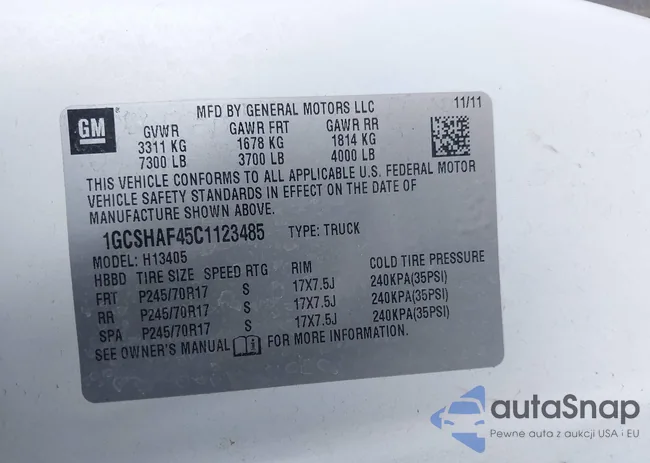 GM
MFD BY GENERAL MOTORS LLC 11/11
GVWR GAWR FRT GAWR RR
3311 KG 1678 KG 1814 KG
7300 LB 3700 LB 4000 LB
THIS VEHICLE CONFORMS TO ALL APPLICABLE U.S. FEDERAL MOTOR
VEHICLE SAFETY STANDARDS IN EFFECT ON THE DATE OF
MANUFACTURE SHOWN ABOVE.
1GCSHAF45C1123485 TYPE: TRUCK
MODEL: H13405
HBBD TIRE SIZE SPEED RTG RIM COLD TIRE PRESSURE
FRT P245/70R17 S 17X7.5J 240KPA(35PSI)
RR P245/70R17 S 17X7.5J 240KPA(35PSI)
SPA P245/70R17 S 17X7.5J 240KPA(35PSI)
SEE OWNER'S MANUAL FOR MORE INFORMATION.
autaSnap
Pewne auta z aukcji USA i EU